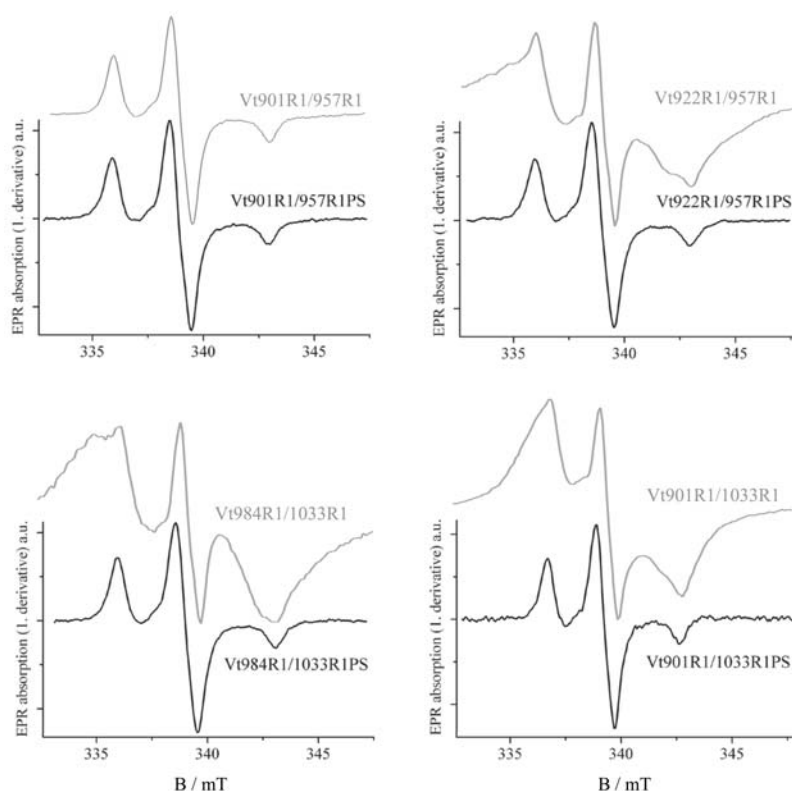 Vt901R1/957R1
Vt901R1/957R1PS
EPR absorption (1. derivative) a.u.
335
340
345
Vt922R1/957R1
Vt922R1/957R1PS
EPR absorption (1. derivative) a.u.
335
340
345
Vt984R1/1033R1
Vt984R1/1033R1PS
EPR absorption (1. derivative) a.u.
335
340
345
B / mT
Vt901R1/1033R1
Vt901R1/1033R1PS
EPR absorption (1. derivative) a.u.
335
340
345
B / mT